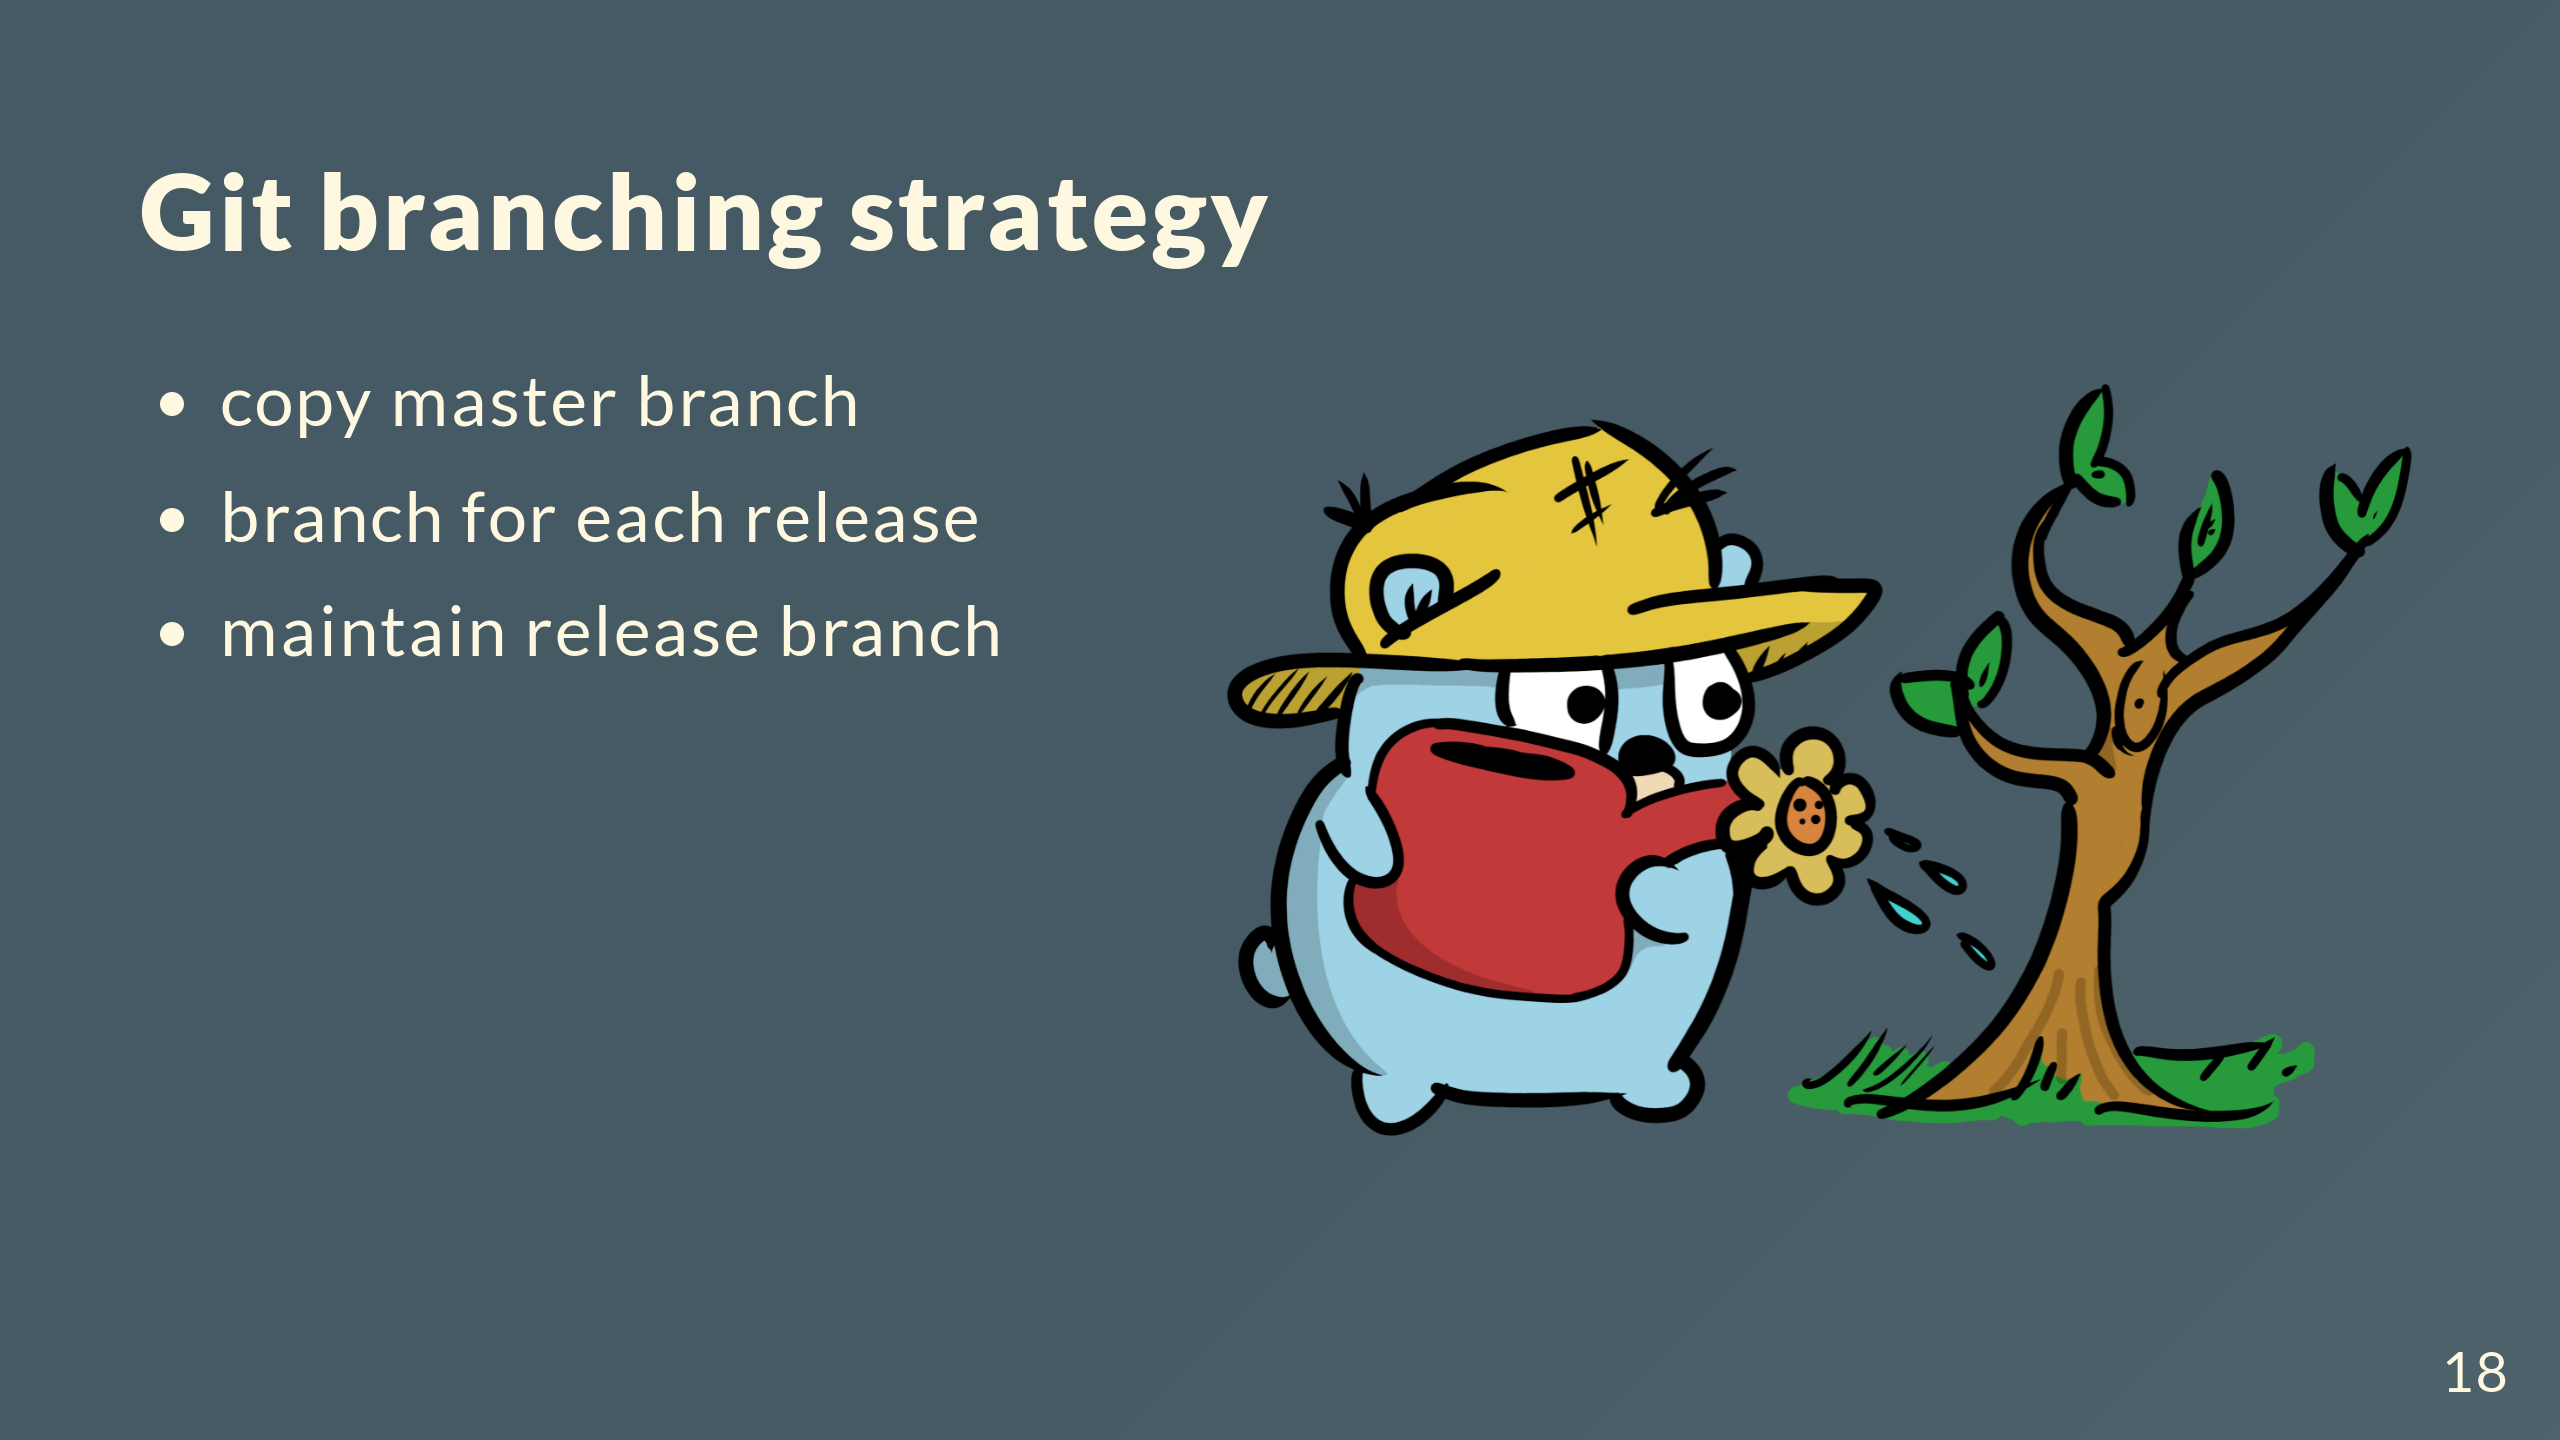 Git branching strategy
• copy master branch
• branch for each release
• maintain release branch
18